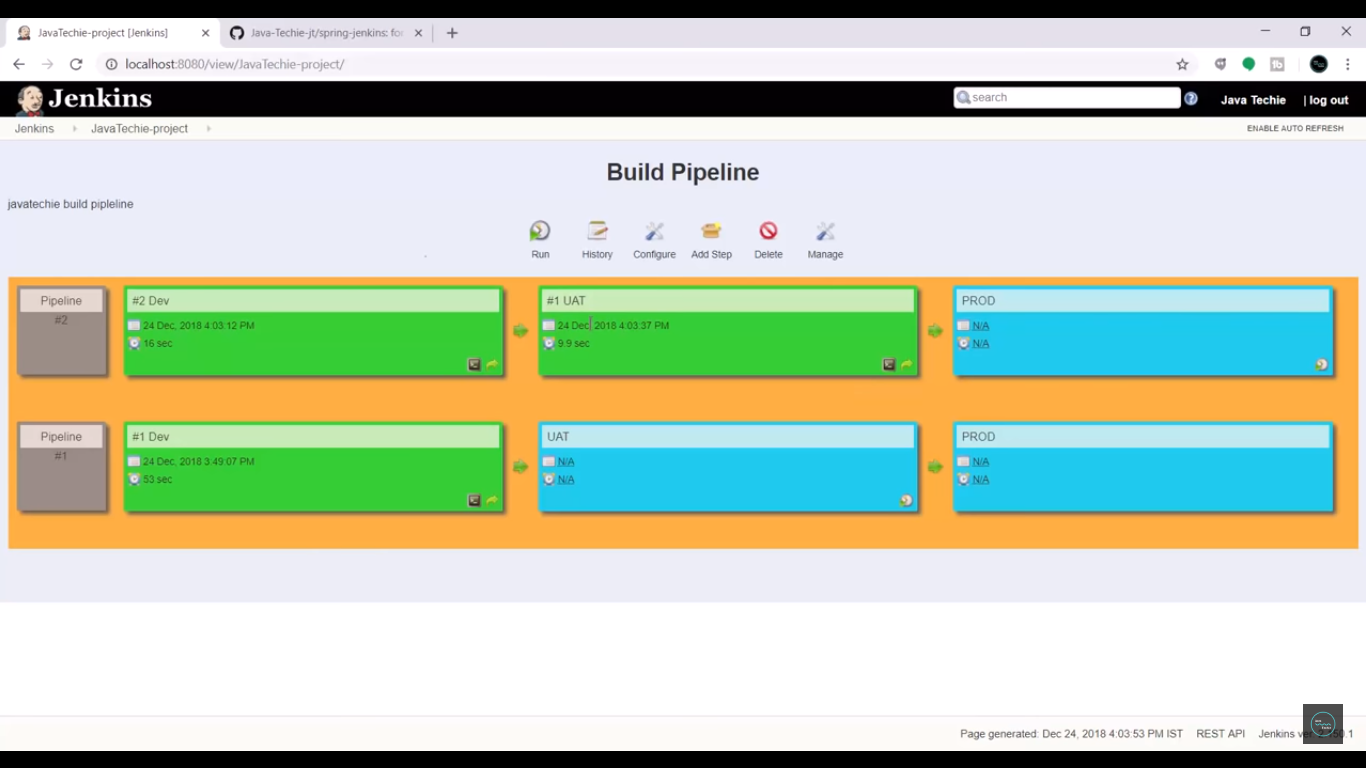 JavaTechie-project [Jenkins]
Java-Techie-jt/spring-jenkins: for
localhost:8080/view/JavaTechie-project/
Jenkins
search
Java Techie
| log out
Jenkins
JavaTechie-project
ENABLE AUTO REFRESH
Build Pipeline
javatechie build pipleline
Run
History
Configure
Add Step
Delete
Manage
Pipeline
#2
#2 Dev
24 Dec, 2018 4:03:12 PM
16 sec
#1 UAT
24 Dec, 2018 4:03:37 PM
9.9 sec
PROD
N/A
N/A
Pipeline
#1
#1 Dev
24 Dec, 2018 3:49:07 PM
53 sec
UAT
N/A
N/A
PROD
N/A
N/A
Page generated: Dec 24, 2018 4:03:53 PM IST
REST API
Jenkins